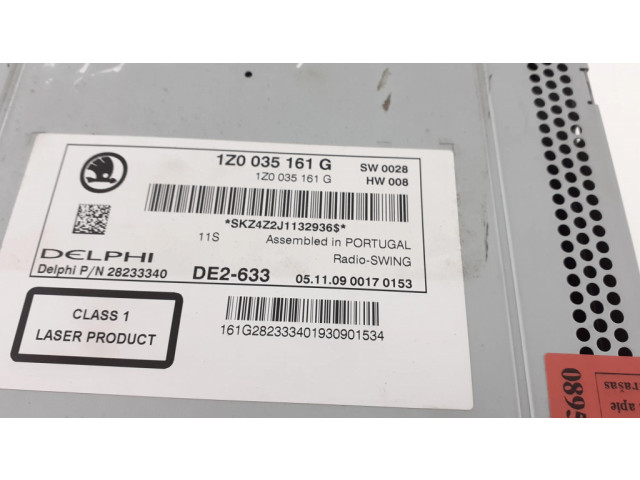 1Z0 035 161 G SW 0028
1Z0 035 161 G HW 008
*SKZ4Z2J1132936$*
11S Assembled in PORTUGAL
Radio-SWING
DELPHI
Delphi P/N 28233340 DE2-633 05.11.09 0017 0153
CLASS 1
LASER PRODUCT
161G282333401930901534
apie